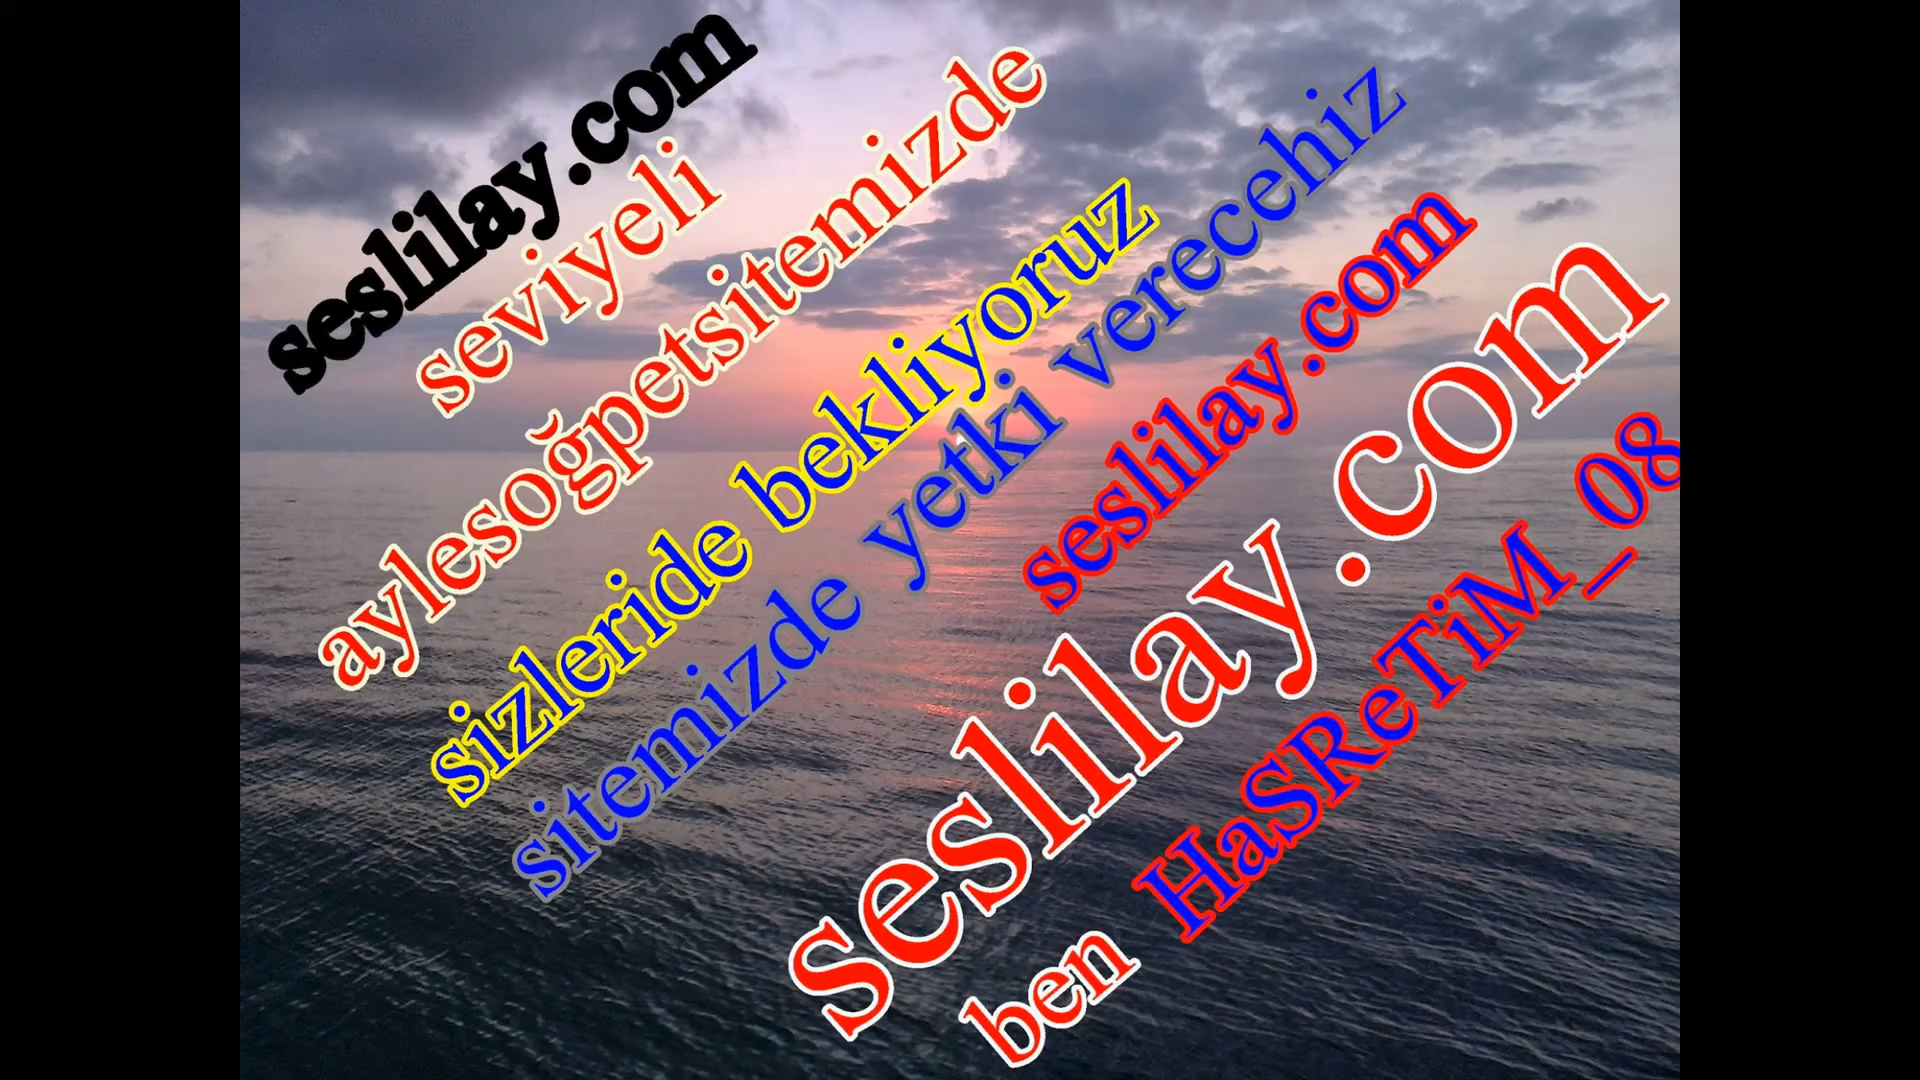 seslilay.com
seviyeli
aylesoğpetsitemizde
sizleride bekliyoruz
sitemizde yetki verecehiz
seslilay.com
seslilay.com
ben HaSReTiM_08